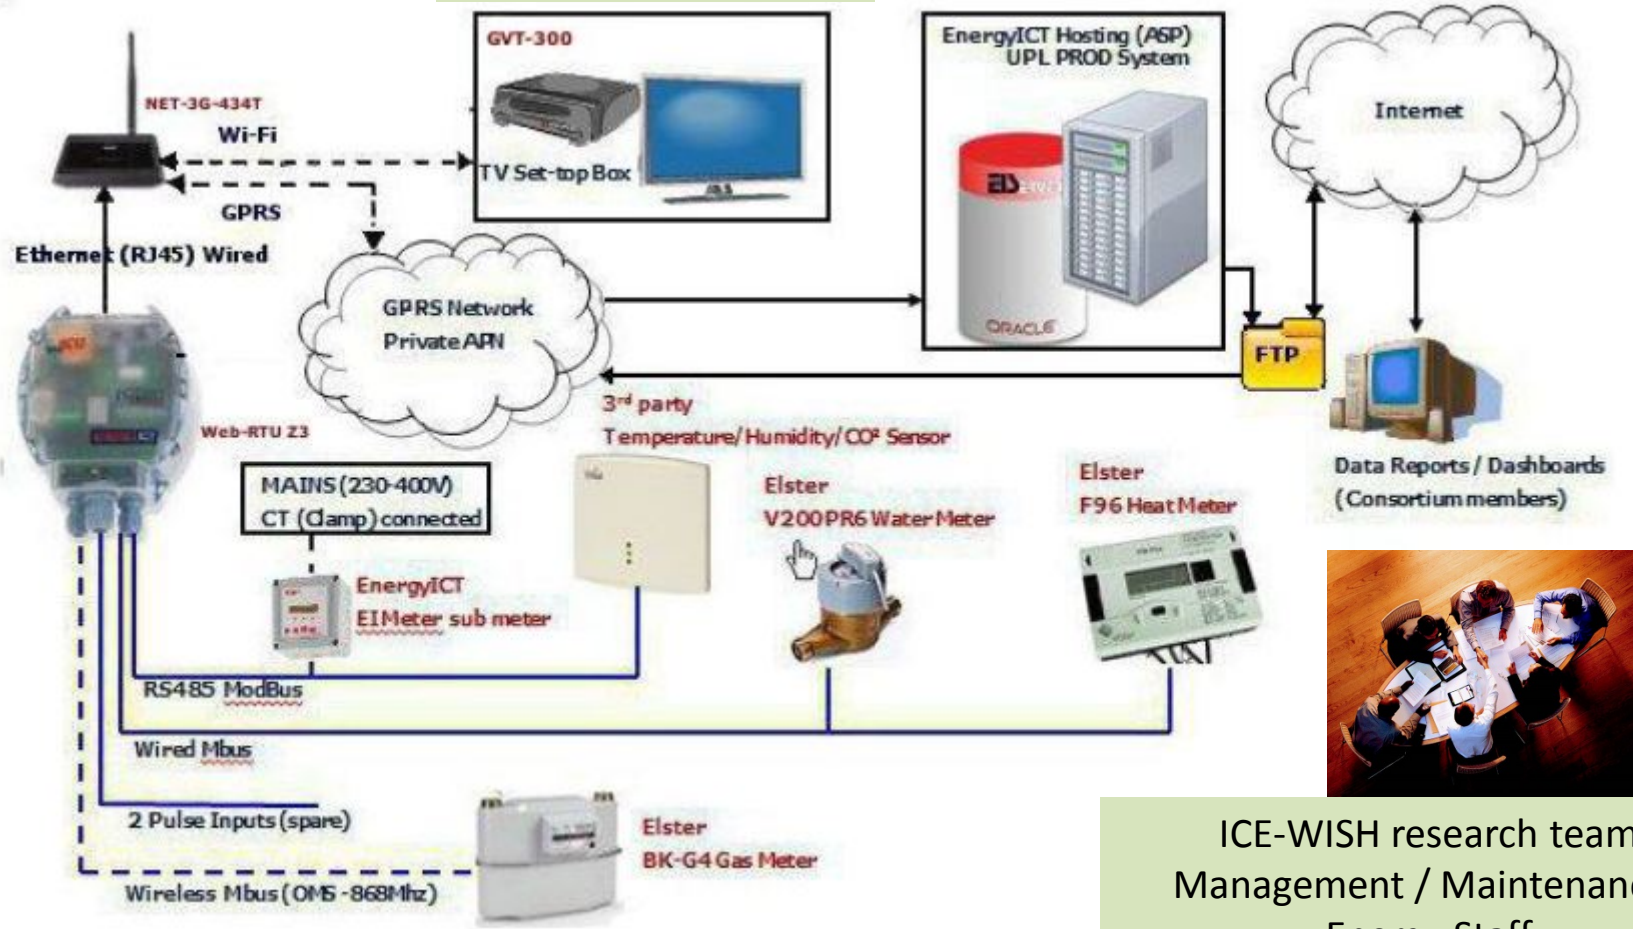 GVT-300
TV Set-top Box
EnergyICT Hosting (ASP)
UPL PROD System
ORACLE
Internet
NET-3G-434T
Wi-Fi
GPRS
Ethernet (RJ45) Wired
GPRS Network
Private APN
FTP
Web-RTU Z3
MAINS (230-400V)
CT (Clamp) connected
3rd party
Temperature/Humidity/CO² Sensor
Elster
V200PR6 Water Meter
Elster
F96 Heat Meter
Data Reports / Dashboards
(Consortium members)
EnergyICT
EIMeter sub meter
RS485 ModBus
Wired Mbus
2 Pulse Inputs (spare)
Elster
BK-G4 Gas Meter
Wireless Mbus (OMS -868Mhz)
ICE-WISH research team
Management /